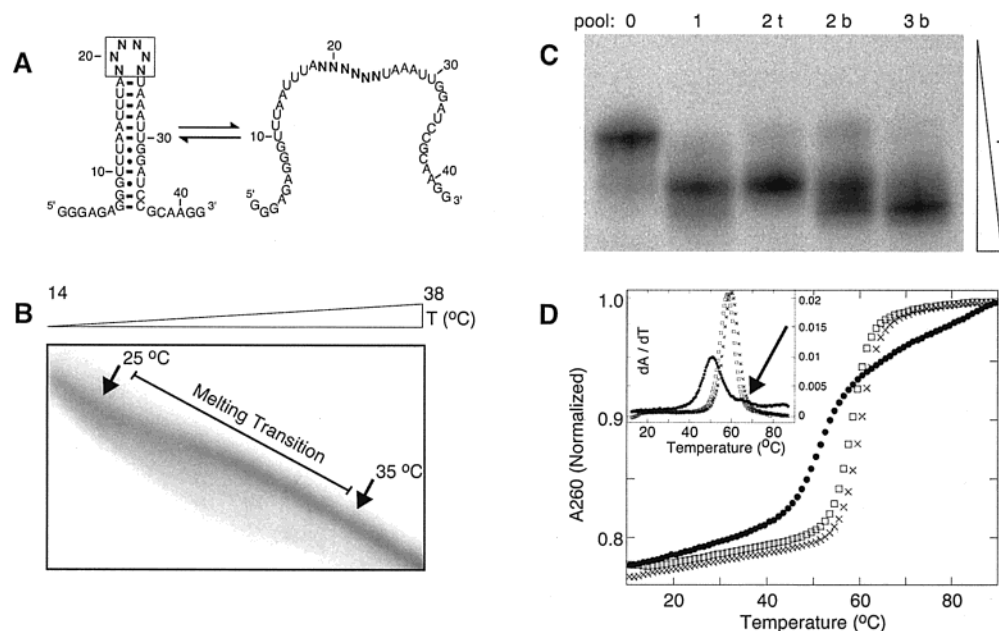 A
20
N N N N N N
10
30
40
5' GGGAGAG
CGCAAGG 3'
20
NNNNNN
30
10
40
5'
3'
B
14
38
T (ºC)
25 ºC
Melting Transition
35 ºC
C
pool: 0 1 2 t 2 b 3 b
D
A260 (Normalized)
1.0
0.9
0.8
20 40 60 80
Temperature (ºC)
dA / dT
0.02
0.015
0.01
0.005
0
20 40 60 80
Temperature (ºC)